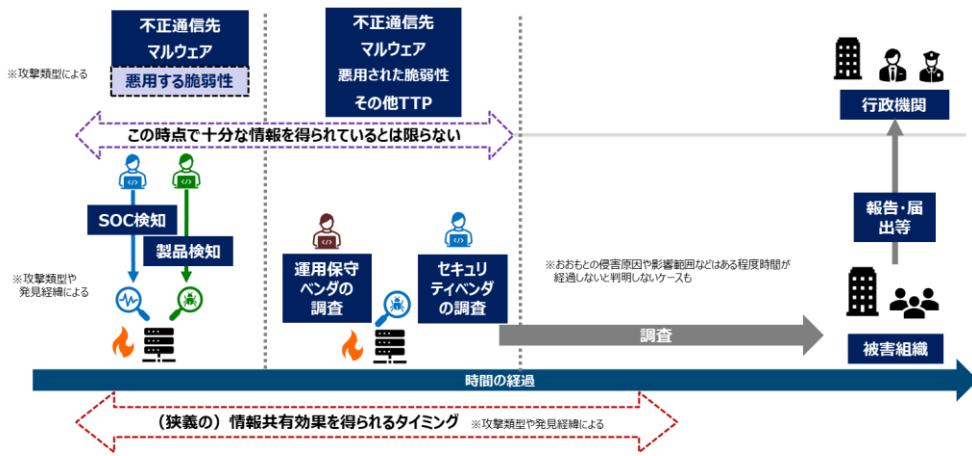 不正通信先
マルウェア
悪用する脆弱性
※攻撃類型による
不正通信先
マルウェア
悪用された脆弱性
その他TTP
行政機関
この時点で十分な情報を得られているとは限らない
SOC検知
製品検知
報告・届
出等
※攻撃類型や
発見経緯による
運用保守
ベンダの
調査
セキュリ
ティベンダ
の調査
※おおもとの侵害原因や影響範囲などはある程度時間が
経過しないと判明しないケースも
調査
被害組織
時間の経過
（狭義の）情報共有効果を得られるタイミング ※攻撃類型や発見経緯による